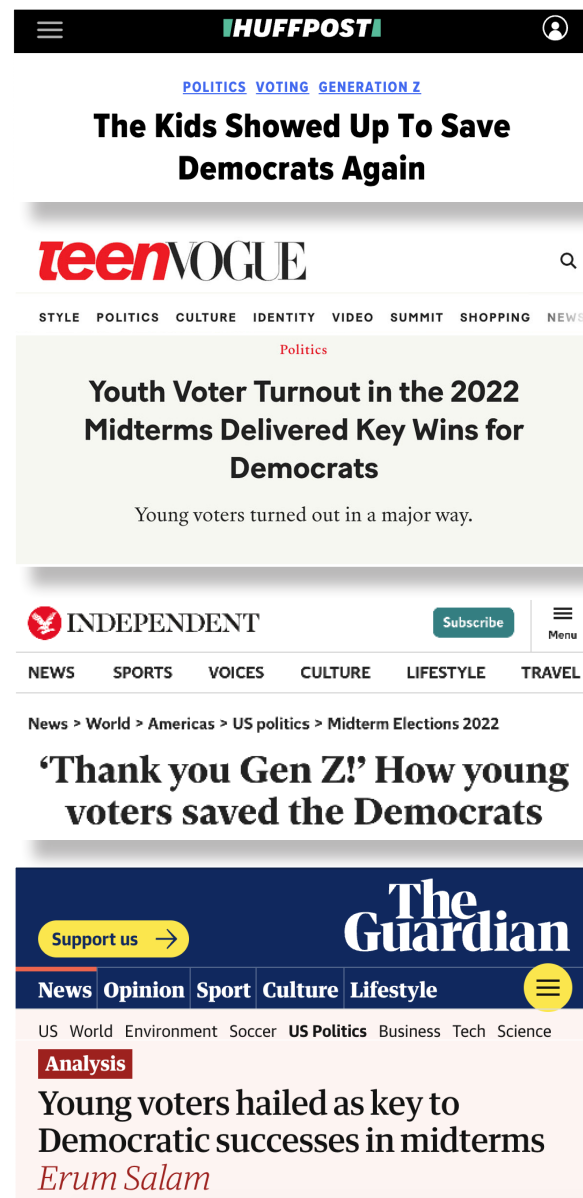 HUFFPOST
POLITICS VOTING GENERATION Z
The Kids Showed Up To Save
Democrats Again
teenVOGUE
STYLE POLITICS CULTURE IDENTITY VIDEO SUMMIT SHOPPING NEWS
Politics
Youth Voter Turnout in the 2022
Midterms Delivered Key Wins for
Democrats
Young voters turned out in a major way.
INDEPENDENT
Subscribe
Menu
NEWS SPORTS VOICES CULTURE LIFESTYLE TRAVEL
News > World > Americas > US politics > Midterm Elections 2022
‘Thank you Gen Z!’ How young
voters saved the Democrats
The
Guardian
Support us →
News Opinion Sport Culture Lifestyle
US World Environment Soccer US Politics Business Tech Science
Analysis
Young voters hailed as key to
Democratic successes in midterms
Erum Salam